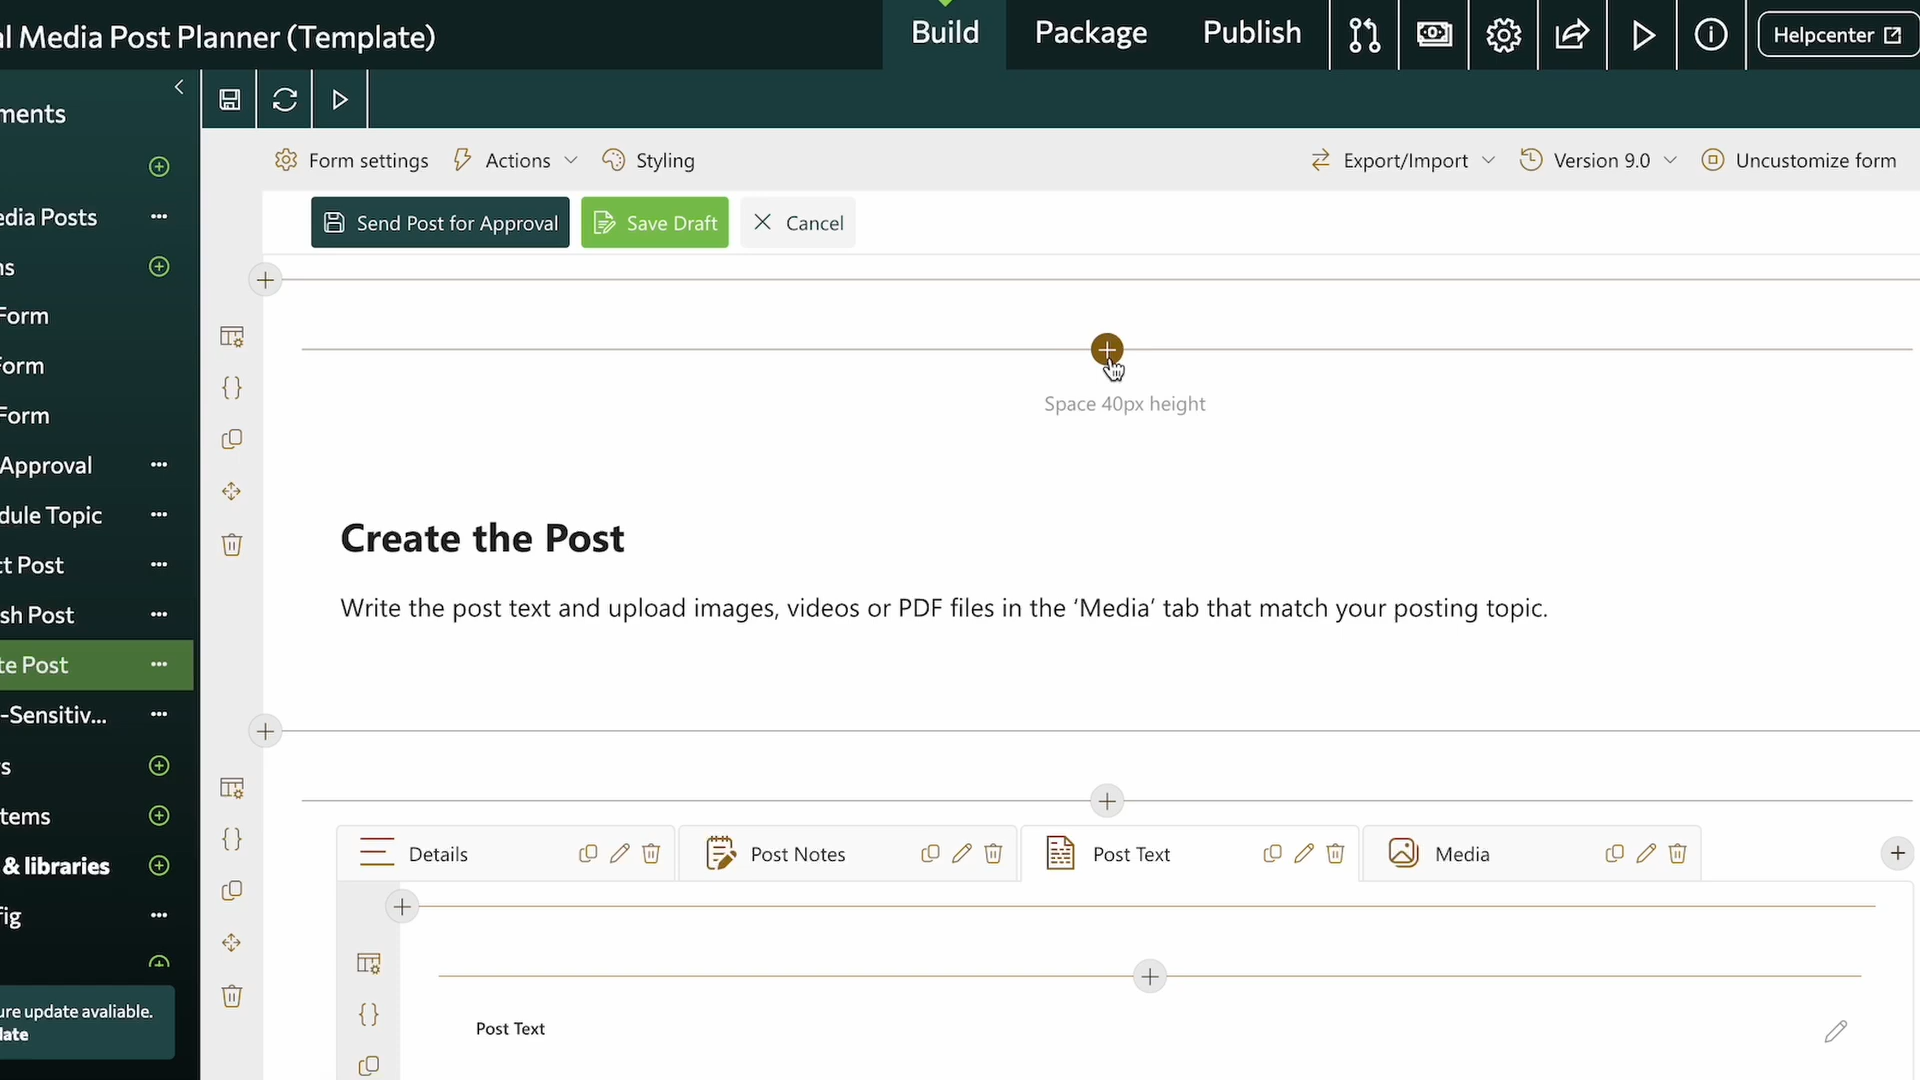 l Media Post Planner (Template)
Build
Package
Publish
Helpcenter
ments
Form settings
Actions
Styling
Export/Import
Version 9.0
Uncustomize form
edia Posts
Send Post for Approval
Save Draft
Cancel
ns
Form
Form
Space 40px height
Form
Approval
dule Topic
Create the Post
ct Post
Write the post text and upload images, videos or PDF files in the ‘Media’ tab that match your posting topic.
sh Post
te Post
-Sensitiv...
s
tems
Details
Post Notes
Post Text
Media
& libraries
fig
ure update avaliable.
date
Post Text